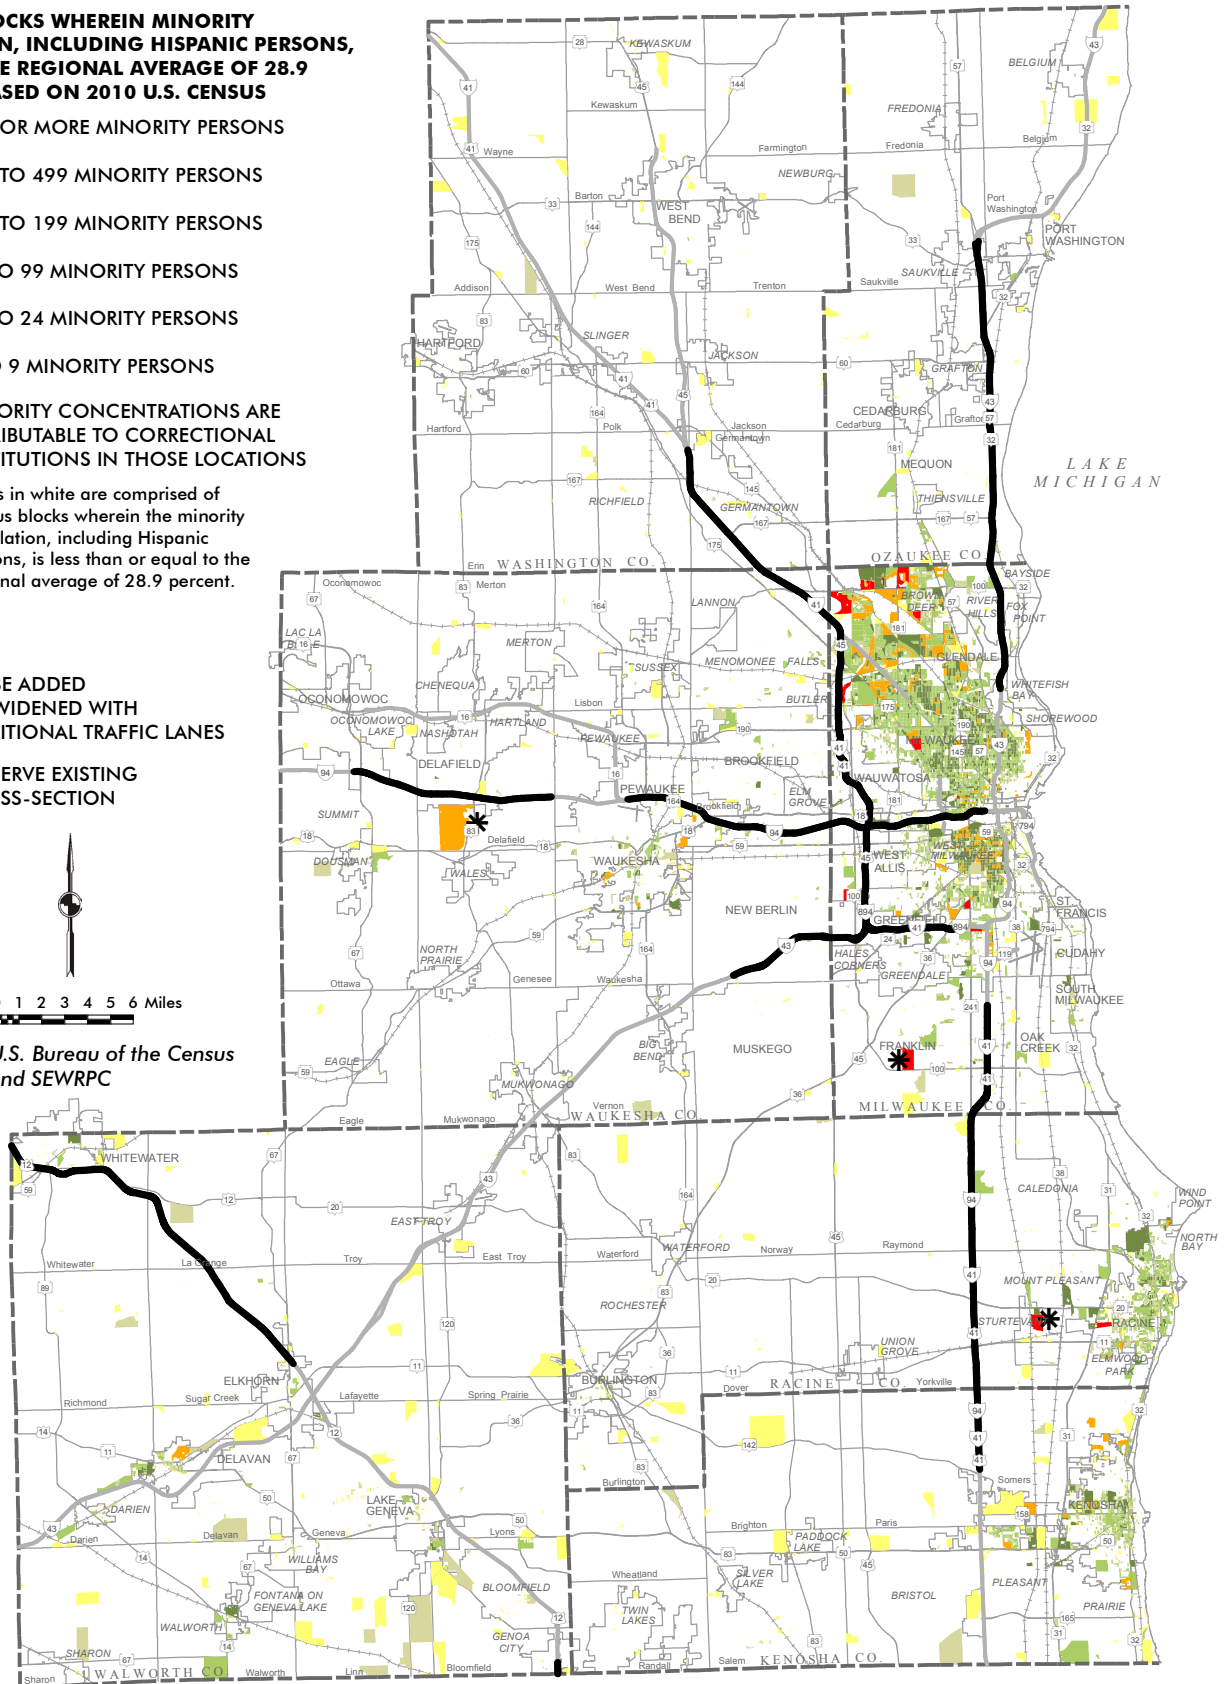 OCKS WHEREIN MINORITY
N, INCLUDING HISPANIC PERSONS,
E REGIONAL AVERAGE OF 28.9
ASED ON 2010 U.S. CENSUS
OR MORE MINORITY PERSONS
TO 499 MINORITY PERSONS
TO 199 MINORITY PERSONS
O 99 MINORITY PERSONS
O 24 MINORITY PERSONS
9 MINORITY PERSONS
ORITY CONCENTRATIONS ARE
RIBUTABLE TO CORRECTIONAL
TITUTIONS IN THOSE LOCATIONS
s in white are comprised of
us blocks wherein the minority
lation, including Hispanic
ons, is less than or equal to the
nal average of 28.9 percent.
BE ADDED
WIDENED WITH
ITIONAL TRAFFIC LANES
SERVE EXISTING
SS-SECTION
1 2 3 4 5 6 Miles
U.S. Bureau of the Census
nd SEWRPC
KEWASKUM
Kewaskum
Wayne
Barton
WEST
BEND
Farmington
NEWBURG
FREDONIA
Fredonia
BELGIUM
Belgium
Port
Washington
PORT
WASHINGTON
SAUKVILLE
Saukville
Addison
West Bend
Trenton
HARTFORD
SLINGER
JACKSON
Hartford
Polk
Jackson
Germantown
CEDARBURG
Cedarburg
GRAFTON
Grafton
MEQUON
THIENSVILLE
LAKE
MICHIGAN
RICHFIELD
GERMANTOWN
Erin
WASHINGTON CO.
OZAUKEE CO.
Oconomowoc
Merton
LAC LA
OCONOMOWOC
OCONOMOWOC
LAKE
CHENEQUA
NASHOTAH
MERTON
HARTLAND
Lisbon
SUSSEX
LANNON
MENOMONEE FALLS
BUTLER
PEWAUKEE
DELAFIELD
PEWAUKEE
BROOKFIELD
Brookfield
ELM
GROVE
BROWN
DEER
BAYSIDE
RIVER
HILLS
FOX
POINT
GLENDALE
WHITEFISH
BAY
SHOREWOOD
MILWAUKEE
WAUWATOSA
WEST
MILWAUKEE
WEST
ALLIS
SUMMIT
DOUSMAN
Delafield
WALES
WAUKESHA
NEW BERLIN
NORTH
PRAIRIE
Ottawa
Genesee
Waukesha
GREENFIELD
HALES
CORNERS
GREENDALE
ST.
FRANCIS
CUDAHY
SOUTH
MILWAUKEE
EAGLE
BIG
BEND
MUSKEGO
FRANKLIN
OAK
CREEK
MUKWONAGO
Vernon
WAUKESHA CO.
MILWAUKEE CO.
Eagle
Mukwonago
WHITEWATER
Whitewater
La Grange
Troy
EAST TROY
East Troy
Waterford
WATERFORD
Norway
Raymond
CALEDONIA
WIND
POINT
NORTH
BAY
MOUNT PLEASANT
RACINE
ELMWOOD
PARK
ROCHESTER
UNION
GROVE
BURLINGTON
Dover
RACINE CO.
Yorkville
ELKHORN
Richmond
Sugar Creek
Lafayette
Spring Prairie
DELAVAN
DARIEN
Darien
Delavan
Geneva
LAKE
GENEVA
Lyons
WILLIAMS
BAY
FONTANA ON
GENEVA LAKE
WALWORTH
SHARON
Sharon
WALWORTH CO.
Walworth
Linn
Bloomfield
BLOOMFIELD
GENOA
CITY
Burlington
Brighton
Paris
Somers
KENOSHA
PADDOCK
LAKE
Wheatland
SILVER
LAKE
TWIN
LAKES
Randall
Salem
KENOSHA CO.
BRISTOL
PLEASANT
PRAIRIE